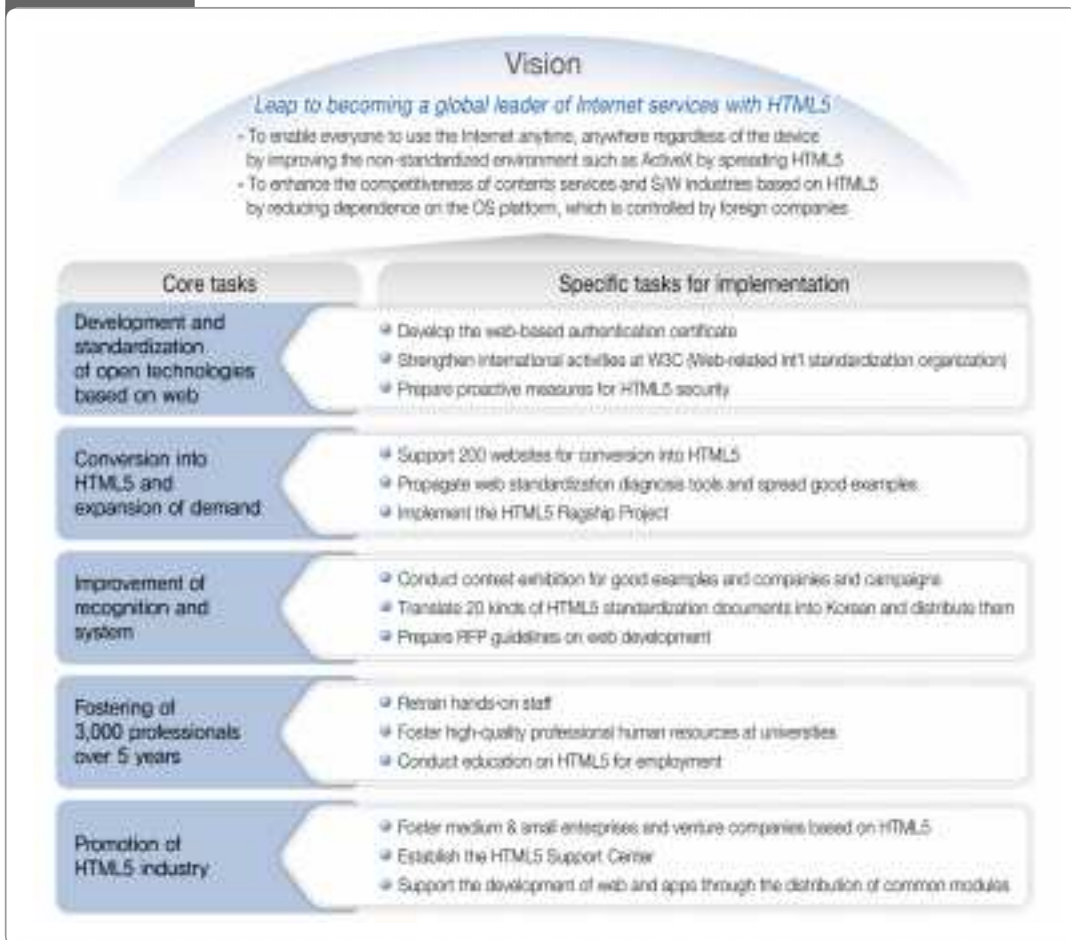 Vision
"Leap to becoming a global leader of Internet services with HTML5"
- To enable everyone to use the Internet anytime, anywhere regardless of the device
by improving the non-standardized environment such as ActiveX by spreading HTML5
- To enhance the competitiveness of contents services and S/W industries based on HTML5
by reducing dependence on the OS platform, which is controlled by foreign companies
Core tasks
Specific tasks for implementation
Development and
standardization
of open technologies
based on web
Develop the web-based authentication certificate
Strengthen international activities at W3C (Web-related Int'l standardization organization)
Prepare proactive measures for HTML5 security
Conversion into
HTML5 and
expansion of demand
Support 200 websites for conversion into HTML5
Propagate web standardization diagnosis tools and spread good examples
Implement the HTML5 Flagship Project
Improvement of
recognition and
system
Conduct contest exhibition for good examples and companies and campaigns
Translate 20 kinds of HTML5 standardization documents into Korean and distribute them
Prepare RFP guidelines on web development
Fostering of
3,000 professionals
over 5 years
Retrain hands-on staff
Foster high-quality professional human resources at universities
Conduct education on HTML5 for employment
Promotion of
HTML5 industry
Foster medium & small enterprises and venture companies based on HTML5
Establish the HTML5 Support Center
Support the development of web and apps through the distribution of common modules